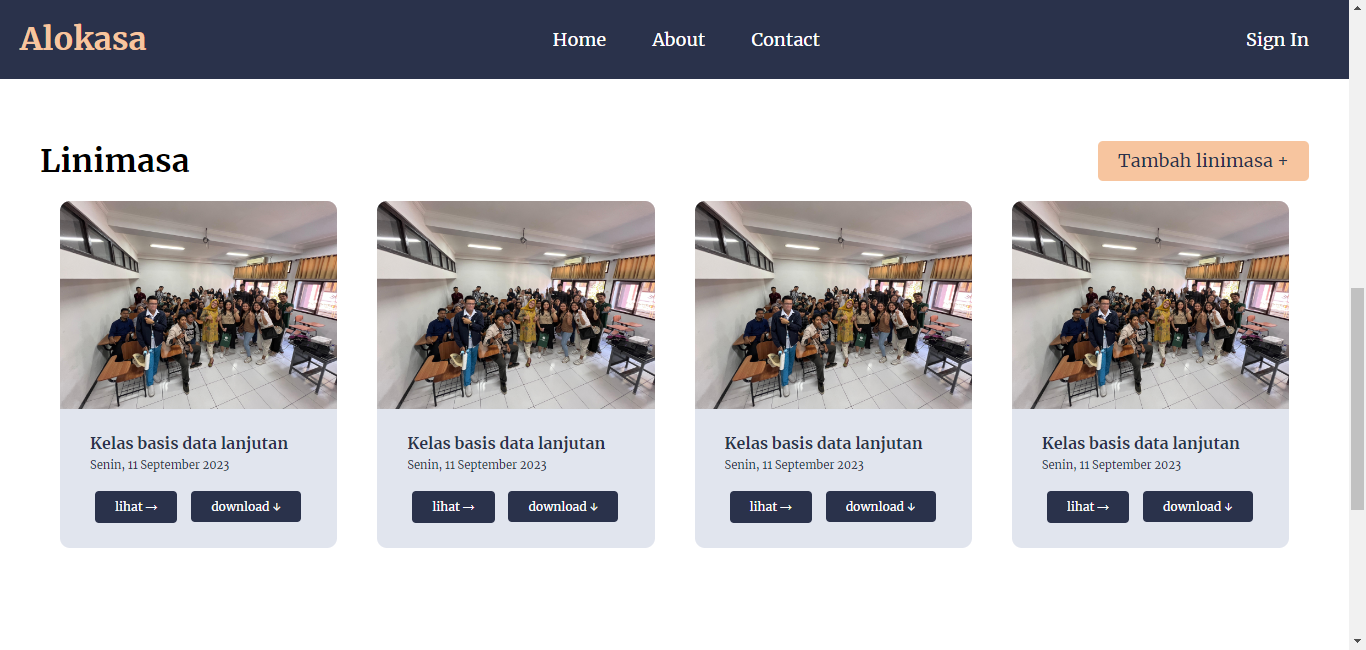 Alokasa
Home About Contact
Sign In
Linimasa
Tambah linimasa +
Kelas basis data lanjutan
Senin, 11 September 2023
lihat → download ↓
Kelas basis data lanjutan
Senin, 11 September 2023
lihat → download ↓
Kelas basis data lanjutan
Senin, 11 September 2023
lihat → download ↓
Kelas basis data lanjutan
Senin, 11 September 2023
lihat → download ↓